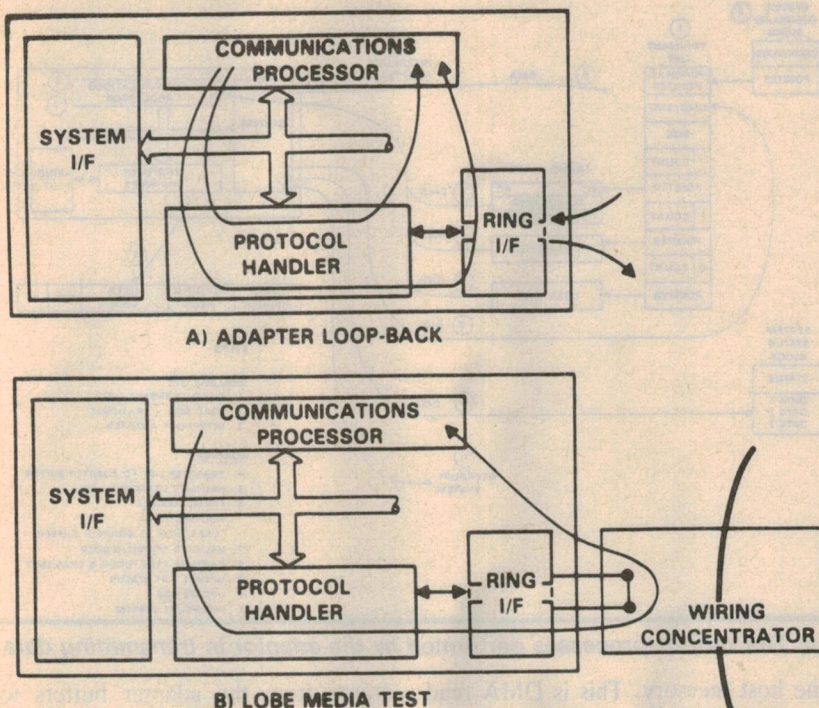 COMMUNICATIONS
PROCESSOR
SYSTEM
I/F
PROTOCOL
HANDLER
RING
I/F
A) ADAPTER LOOP-BACK
COMMUNICATIONS
PROCESSOR
SYSTEM
I/F
PROTOCOL
HANDLER
RING
I/F
WIRING
CONCENTRATOR
B) LOBE MEDIA TEST